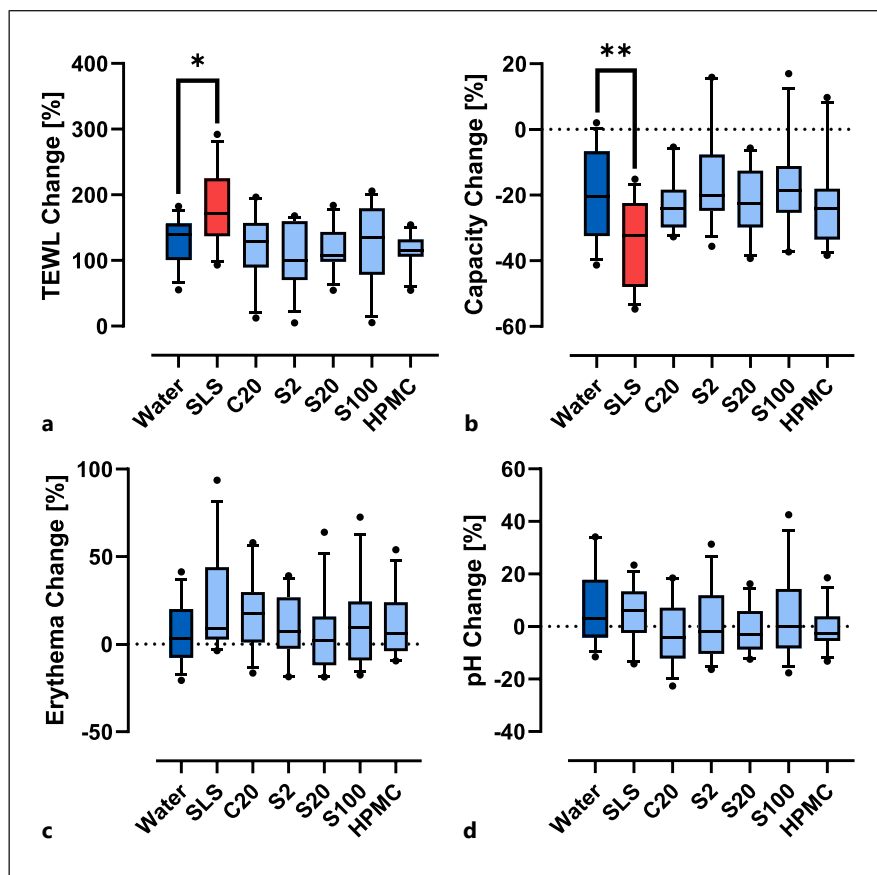 *
400
300
200
100
0
TEWL Change [%]
Water
SLS
C20
S2
S20
S100
HPMC
a
**
20
0
-20
-40
-60
Capacity Change [%]
Water
SLS
C20
S2
S20
S100
HPMC
b
100
50
0
-50
Erythema Change [%]
Water
SLS
C20
S2
S20
S100
HPMC
c
60
40
20
0
-20
-40
pH Change [%]
Water
SLS
C20
S2
S20
S100
HPMC
d